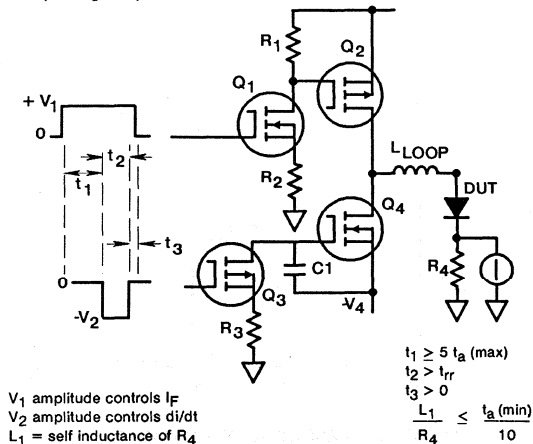 R1
Q2
Q1
+ V1
0
t2
t1
LLOOP
R2
DUT
Q4
t3
R4
C1
0
Q3
-V4
-V2
R3
t1 ≥ 5 ta (max)
t2 > trr
t3 > 0
L1/R4 ≤ ta (min)/10
V1 amplitude controls IF
V2 amplitude controls di/dt
L1 = self inductance of R4